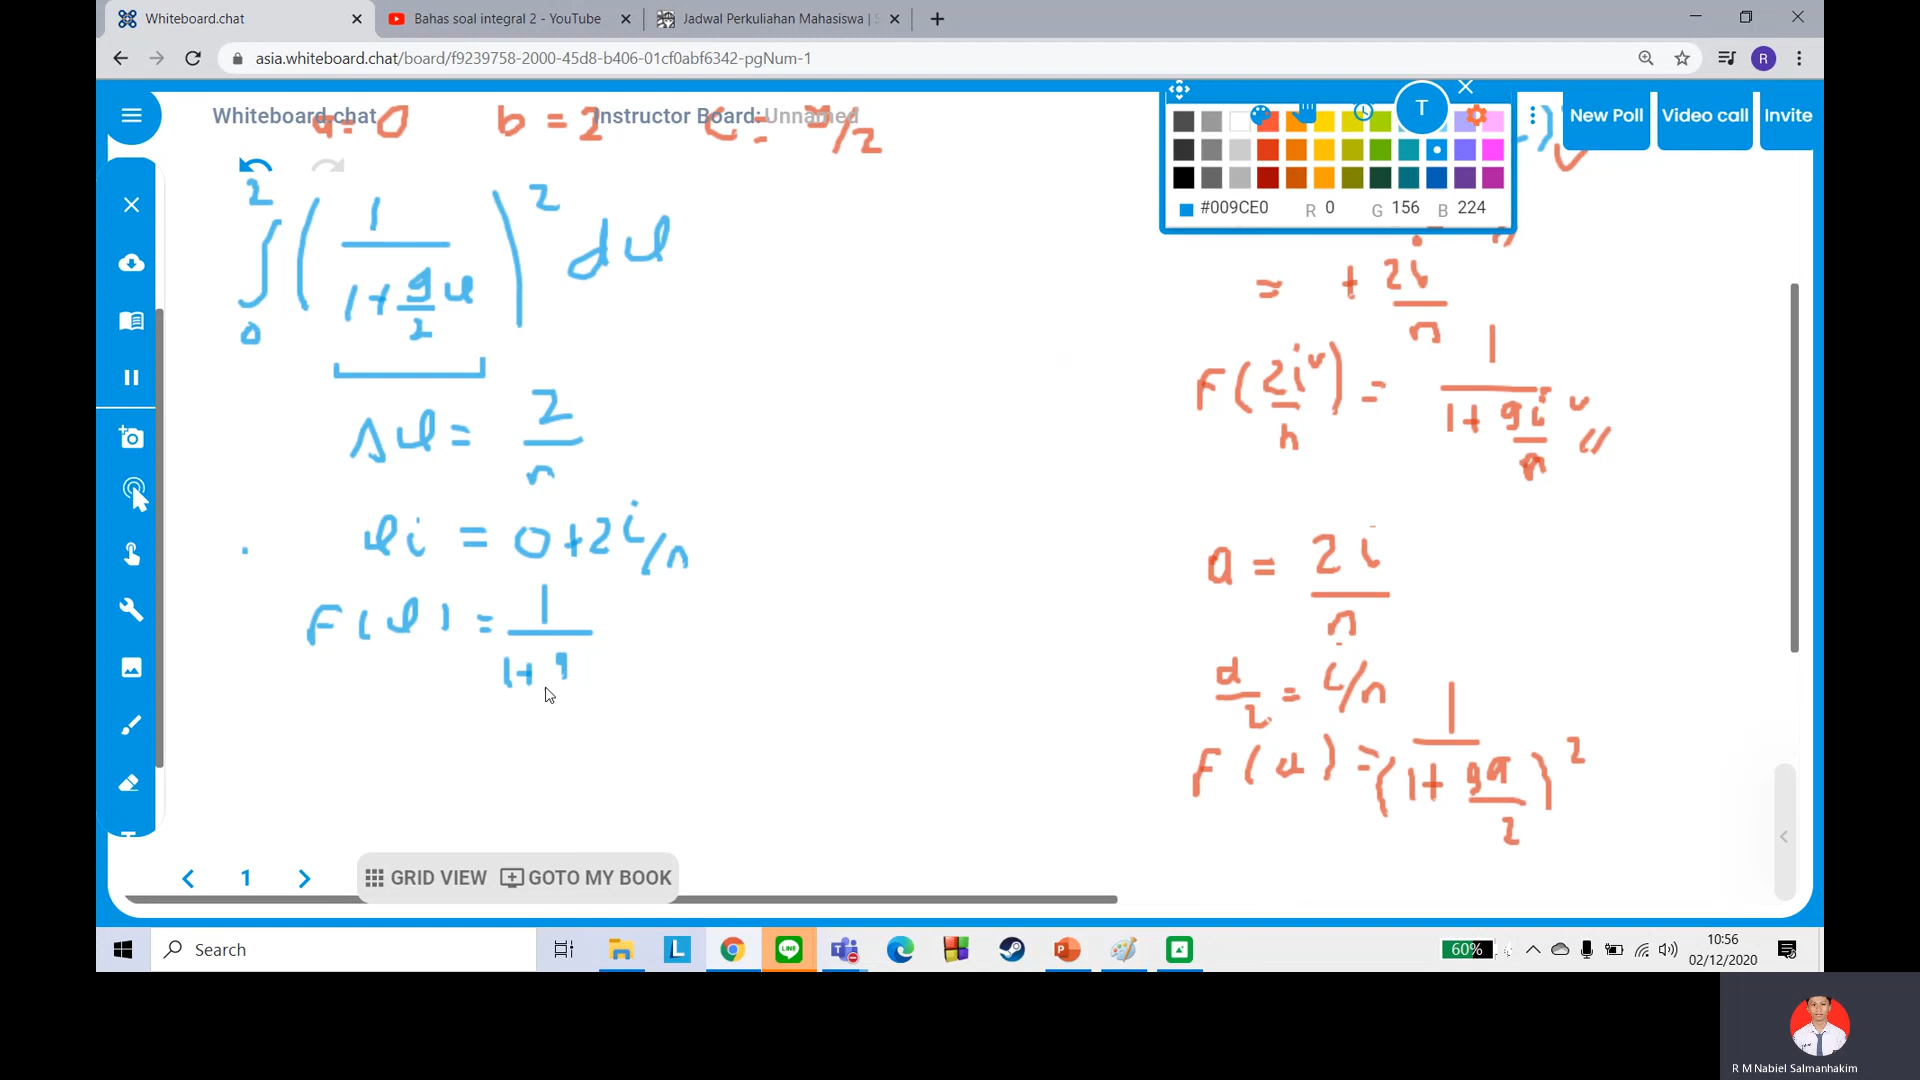 Whiteboard.chat
Bahas soal integral 2 - YouTube
Jadwal Perkuliahan Mahasiswa | S
asia.whiteboard.chat/board/f9239758-2000-45d8-b406-01cf0abf6342-pgNum-1
R
Whiteboard.chat
Instructor Board: Unnamed
T
New Poll
Video call
Invite
a = 0 b = 2 c = 9/2
#009CE0 R 0 G 156 B 224
2
∫ ( 1 / 1 + 9/2 u )² du
0
Δu = 2/n
ui = 0 + 2i/n
F(u) = 1 / 1 + 9
= + 2i/n
F(2i/n) = 1 / 1 + 9i/n //
a = 2i/n
a/2 = i/n
F(u) = 1 / (1 + 9a/2)²
1
GRID VIEW
GOTO MY BOOK
Search
L
LINE
60%
10:56
02/12/2020
R M Nabiel Salmanhakim